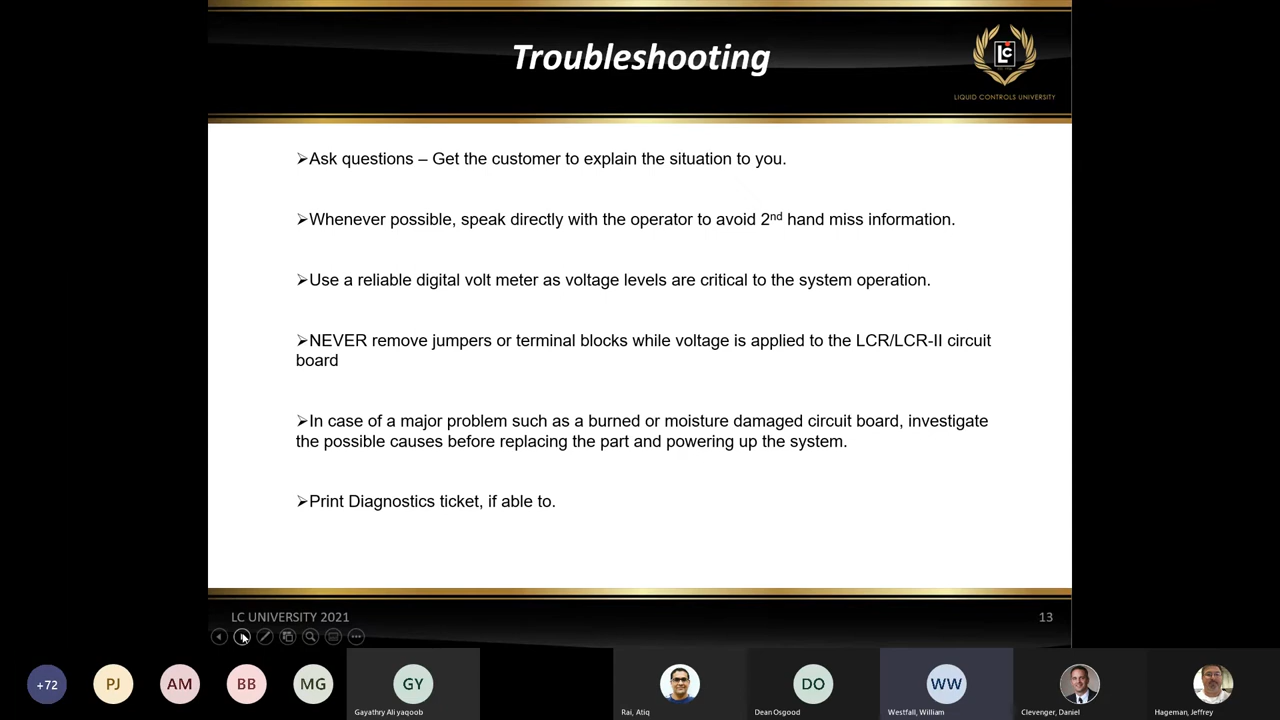 Troubleshooting
LC
LIQUID CONTROLS UNIVERSITY
➢Ask questions – Get the customer to explain the situation to you.
➢Whenever possible, speak directly with the operator to avoid 2nd hand miss information.
➢Use a reliable digital volt meter as voltage levels are critical to the system operation.
➢NEVER remove jumpers or terminal blocks while voltage is applied to the LCR/LCR-II circuit
board
➢In case of a major problem such as a burned or moisture damaged circuit board, investigate
the possible causes before replacing the part and powering up the system.
➢Print Diagnostics ticket, if able to.
LC UNIVERSITY 2021
13
+72
PJ
AM
BB
MG
GY
DO
WW
Gayathry Ali yaqoob
Rai, Atiq
Dean Osgood
Westfall, William
Clevenger, Daniel
Hageman, Jeffrey